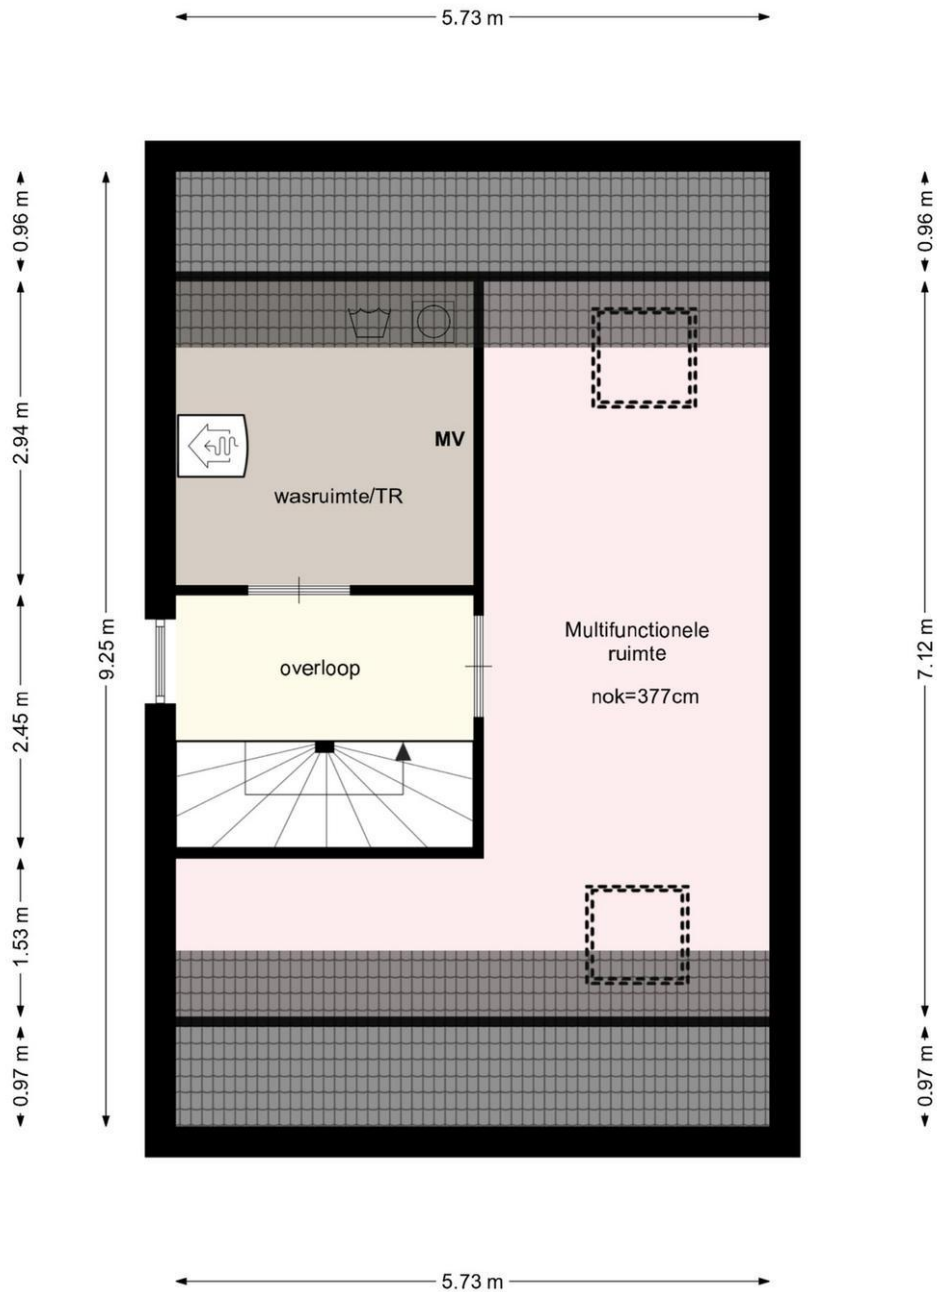 5.73 m
0.96 m
0.96 m
2.94 m
MV
wasruimte/TR
9.25 m
Multifunctionele
ruimte
7.12 m
overloop
nok=377cm
2.45 m
1.53 m
0.97 m
0.97 m
5.73 m